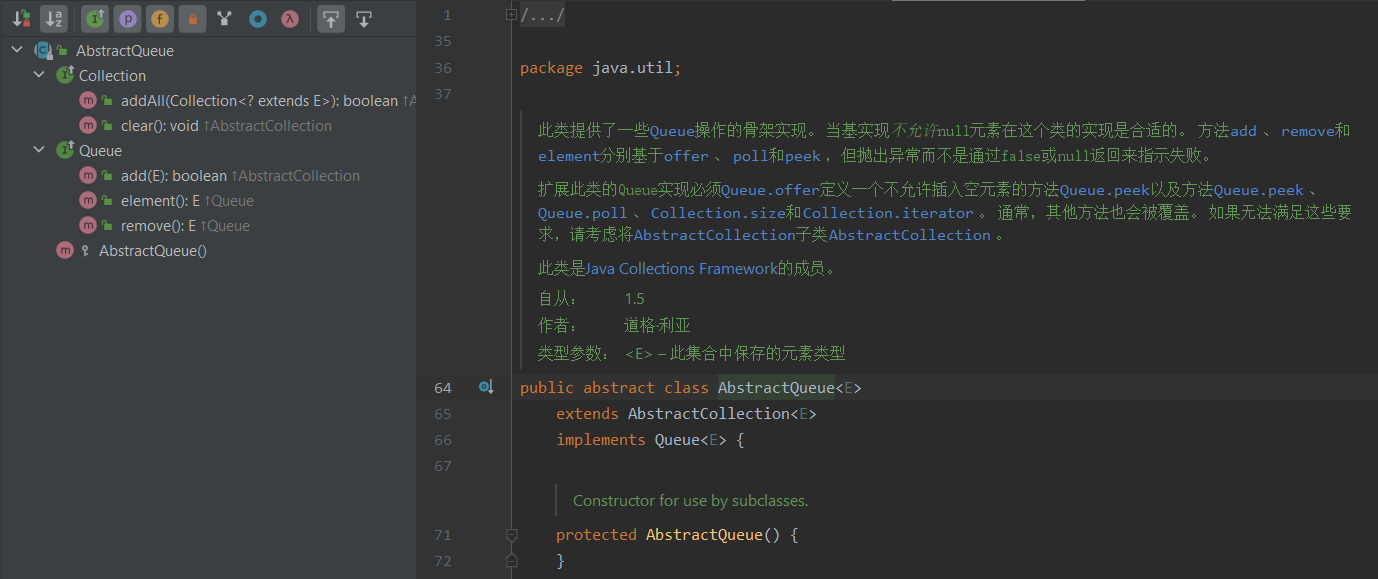 AbstractQueue
Collection
addAll(Collection<? extends E>): boolean ↑A
clear(): void ↑AbstractCollection
Queue
add(E): boolean ↑AbstractCollection
element(): E ↑Queue
remove(): E ↑Queue
AbstractQueue()
1 /.../
35
36 package java.util;
37
此类提供了一些Queue操作的骨架实现。 当基实现不允许null元素在这个类的实现是合适的。 方法add 、 remove和
element分别基于offer 、 poll和peek ，但抛出异常而不是通过false或null返回来指示失败。
扩展此类的Queue实现必须Queue.offer定义一个不允许插入空元素的方法Queue.peek以及方法Queue.peek 、
Queue.poll 、 Collection.size和Collection.iterator 。 通常，其他方法也会被覆盖。 如果无法满足这些要
求，请考虑将AbstractCollection子类AbstractCollection 。
此类是Java Collections Framework的成员。
自从： 1.5
作者： 道格·利亚
类型参数： <E> – 此集合中保存的元素类型
64 public abstract class AbstractQueue<E>
65 extends AbstractCollection<E>
66 implements Queue<E> {
67
Constructor for use by subclasses.
71 protected AbstractQueue() {
72 }